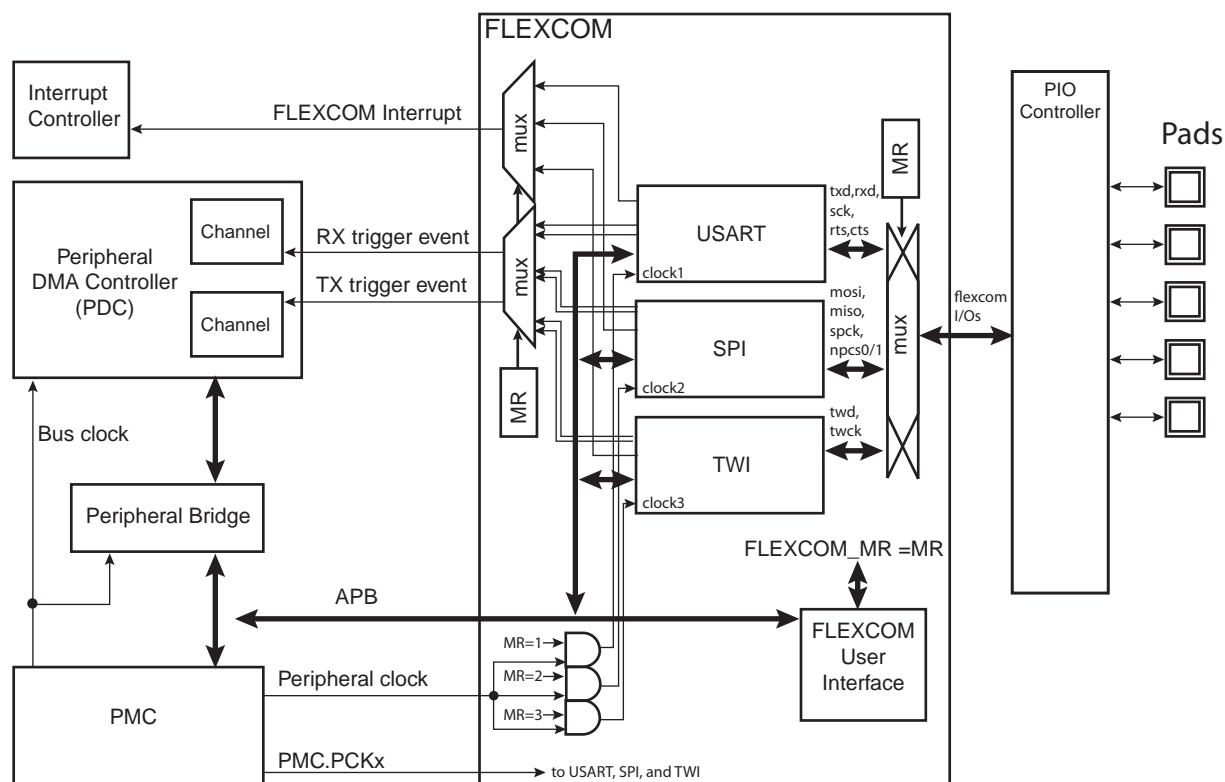 FLEXCOM
Interrupt
Controller
FLEXCOM Interrupt
mux
PIO
Controller
Pads
MR
Peripheral
DMA Controller
(PDC)
Channel
RX trigger event
TX trigger event
Channel
mux
MR
USART
clock1
txd,rxd,
sck,
rts,cts
SPI
clock2
mosi,
miso,
spck,
npcs0/1
mux
flexcom
I/Os
TWI
clock3
twd,
twck
Bus clock
Peripheral Bridge
FLEXCOM_MR =MR
APB
FLEXCOM
User
Interface
MR=1
MR=2
MR=3
Peripheral clock
PMC
PMC.PCKx
to USART, SPI, and TWI